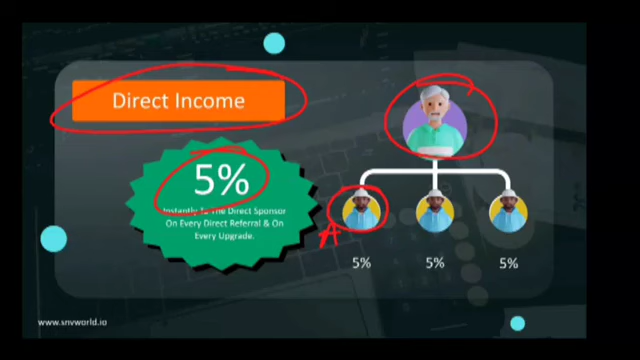 Direct Income
5%
Instantly To The Direct Sponsor
On Every Direct Referral & On
Every Upgrade.
A
5% 5% 5%
www.snvworld.io